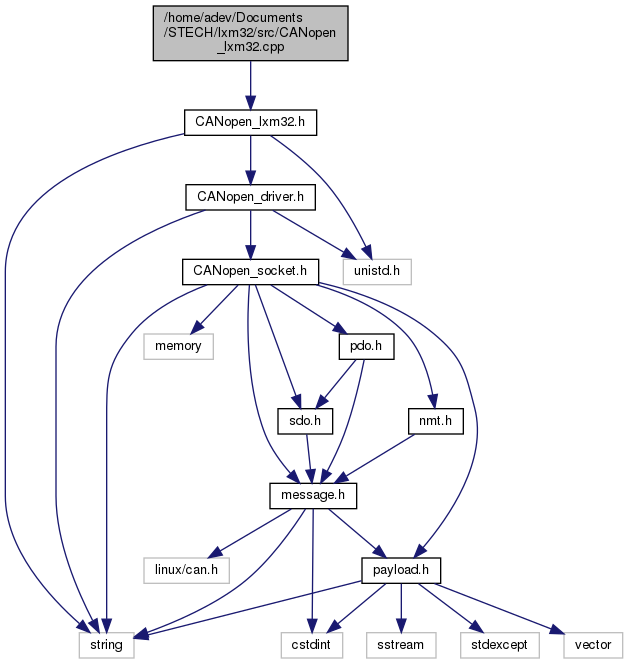 /home/adev/Documents
/STECH/lxm32/src/CANopen
_lxm32.cpp
CANopen_lxm32.h
CANopen_driver.h
CANopen_socket.h
unistd.h
memory
pdo.h
sdo.h
nmt.h
message.h
linux/can.h
payload.h
string
cstdint
sstream
stdexcept
vector